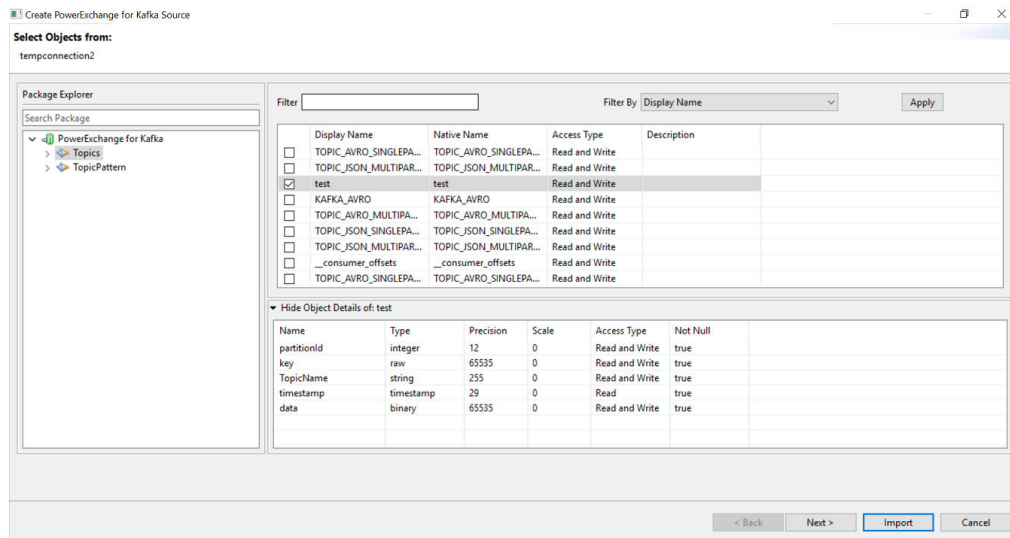 Create PowerExchange for Kafka Source
Select Objects from:
tempconnection2
Package Explorer
Search Package
PowerExchange for Kafka
Topics
TopicPattern
Filter
Filter By Display Name
Apply
Display Name Native Name Access Type Description
TOPIC_AVRO_SINGLEPA... TOPIC_AVRO_SINGLEPA... Read and Write
TOPIC_JSON_MULTIPAR... TOPIC_JSON_MULTIPAR... Read and Write
test test Read and Write
KAFKA_AVRO KAFKA_AVRO Read and Write
TOPIC_AVRO_MULTIPA... TOPIC_AVRO_MULTIPA... Read and Write
TOPIC_JSON_SINGLEPA... TOPIC_JSON_SINGLEPA... Read and Write
TOPIC_JSON_MULTIPAR... TOPIC_JSON_MULTIPAR... Read and Write
__consumer_offsets __consumer_offsets Read and Write
TOPIC_AVRO_SINGLEPA... TOPIC_AVRO_SINGLEPA... Read and Write
Hide Object Details of: test
Name Type Precision Scale Access Type Not Null
partitionId integer 12 0 Read and Write true
key raw 65535 0 Read and Write true
TopicName string 255 0 Read and Write true
timestamp timestamp 29 0 Read true
data binary 65535 0 Read and Write true
< Back Next > Import Cancel